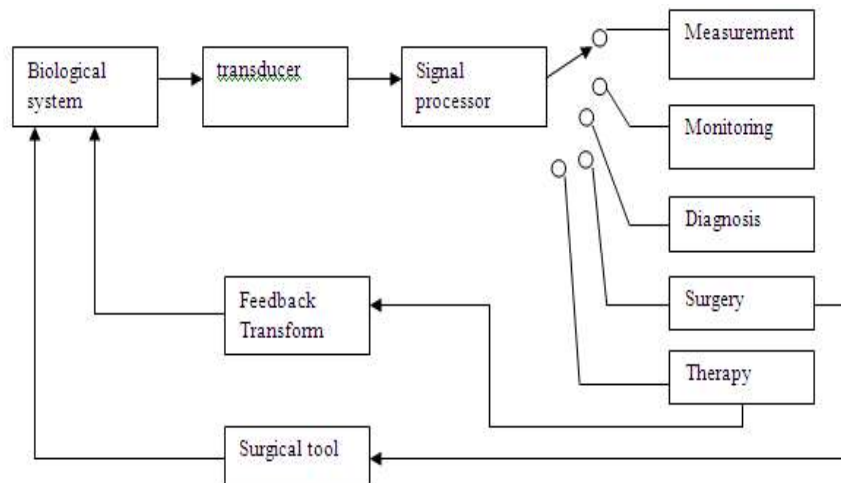 Biological
system
transducer
Signal
processor
Measurement
Monitoring
Diagnosis
Surgery
Therapy
Feedback
Transform
Surgical tool